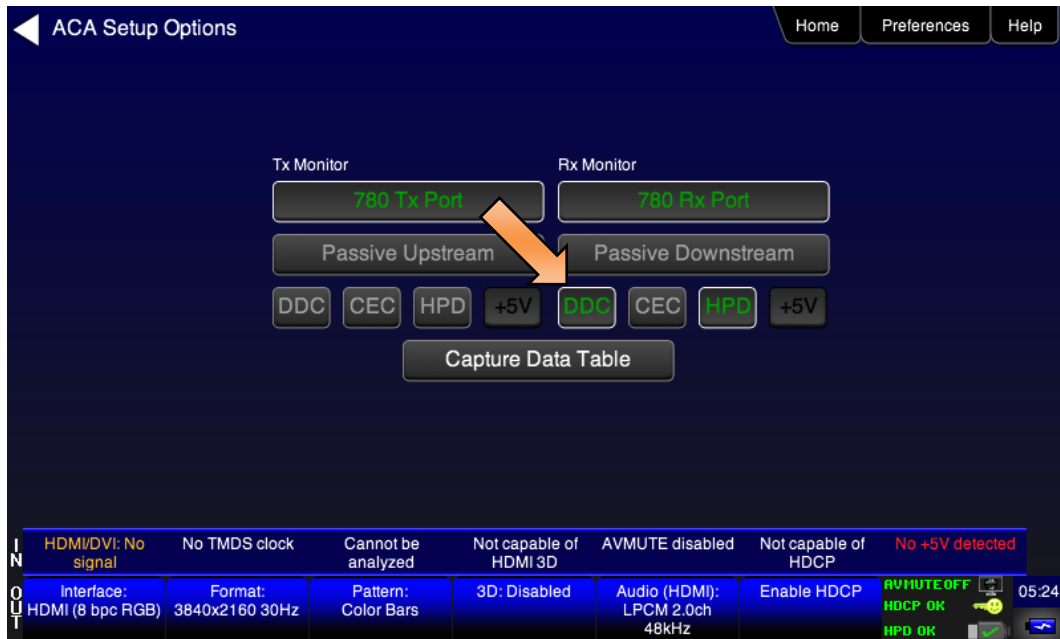 ACA Setup Options
Home
Preferences
Help
Tx Monitor
Rx Monitor
780 Tx Port
780 Rx Port
Passive Upstream
Passive Downstream
DDC
CEC
HPD
+5V
DDC
CEC
HPD
+5V
Capture Data Table
IN
HDMI/DVI: No
signal
No TMDS clock
Cannot be
analyzed
Not capable of
HDMI 3D
AVMUTE disabled
Not capable of
HDCP
No +5V detected
OUT
Interface:
HDMI (8 bpc RGB)
Format:
3840x2160 30Hz
Pattern:
Color Bars
3D: Disabled
Audio (HDMI):
LPCM 2.0ch
48kHz
Enable HDCP
AVMUTEOFF
HDCP OK
HPD OK
05:24